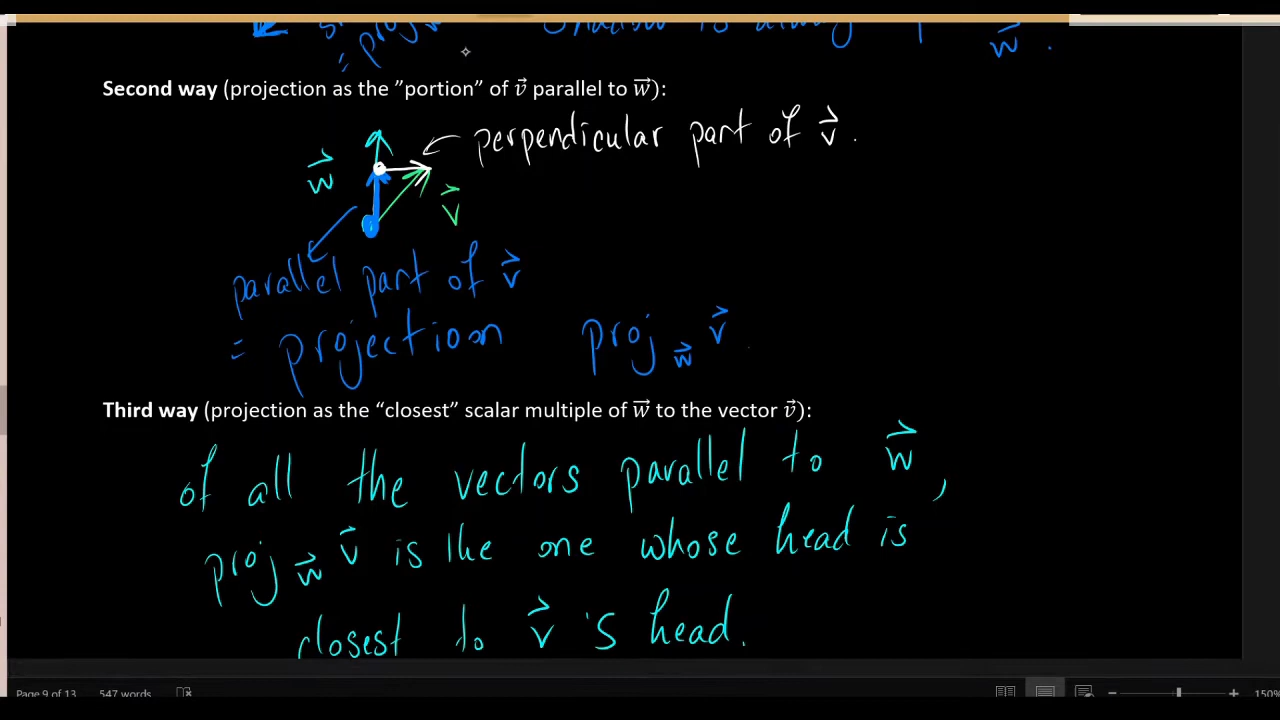 = proj
w⃗ .
Second way (projection as the ”portion” of v⃗ parallel to w⃗):
perpendicular part of v⃗ .
w⃗
v⃗
parallel part of v⃗
= projectioon proj_w⃗ v⃗
Third way (projection as the “closest” scalar multiple of w⃗ to the vector v⃗):
of all the vectors parallel to w⃗ ,
proj_w⃗ v⃗ is the one whose head is
closest to v⃗ 's head.
Page 9 of 13 547 words 150%